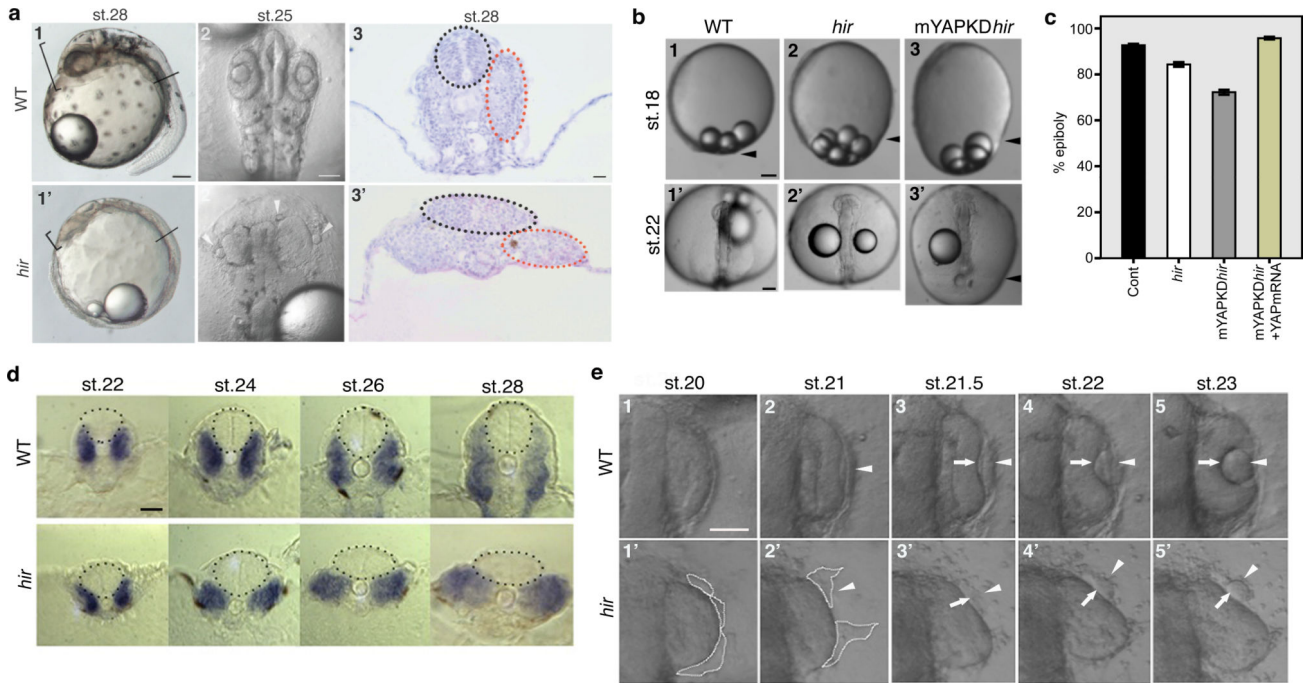 a
st.28
st.25
st.28
WT
1
2
3
hir
1'
3'
b
WT
hir
mYAPKDhir
st.18
1
2
3
st.22
1'
2'
3'
c
% epiboly
100
80
60
40
20
0
Cont
hir
mYAPKDhir
mYAPKDhir
+YAPmRNA
d
st.22
st.24
st.26
st.28
WT
hir
e
st.20
st.21
st.21.5
st.22
st.23
WT
1
2
3
4
5
hir
1'
2'
3'
4'
5'